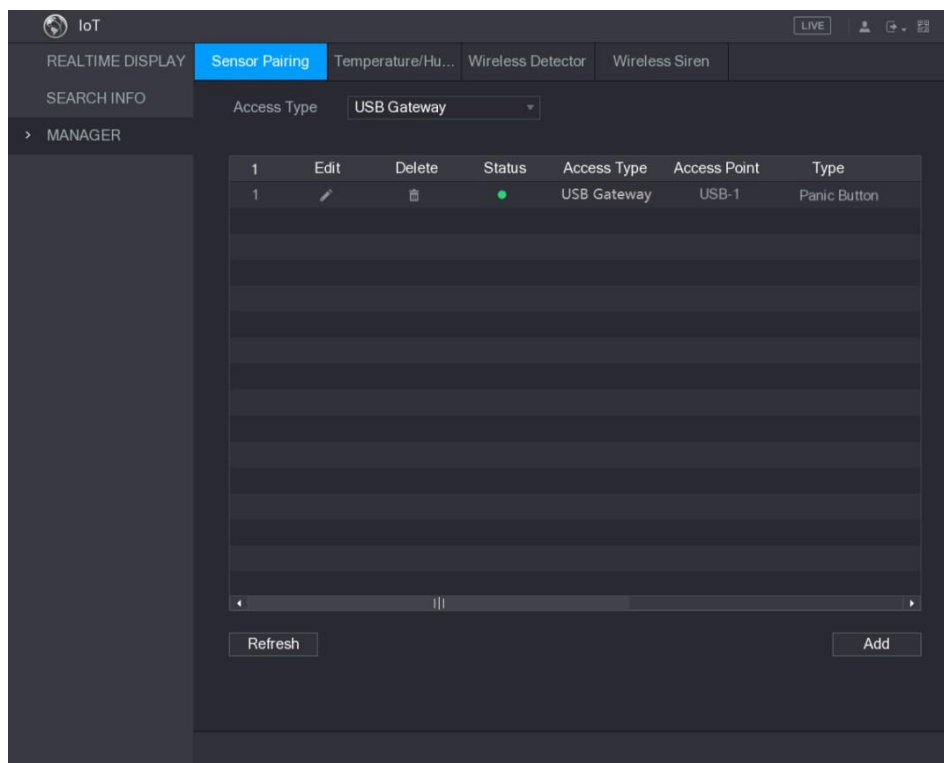 IoT
LIVE
REALTIME DISPLAY
SEARCH INFO
MANAGER
Sensor Pairing Temperature/Hu... Wireless Detector Wireless Siren
Access Type USB Gateway
1 Edit Delete Status Access Type Access Point Type
1 USB Gateway USB-1 Panic Button
Refresh Add